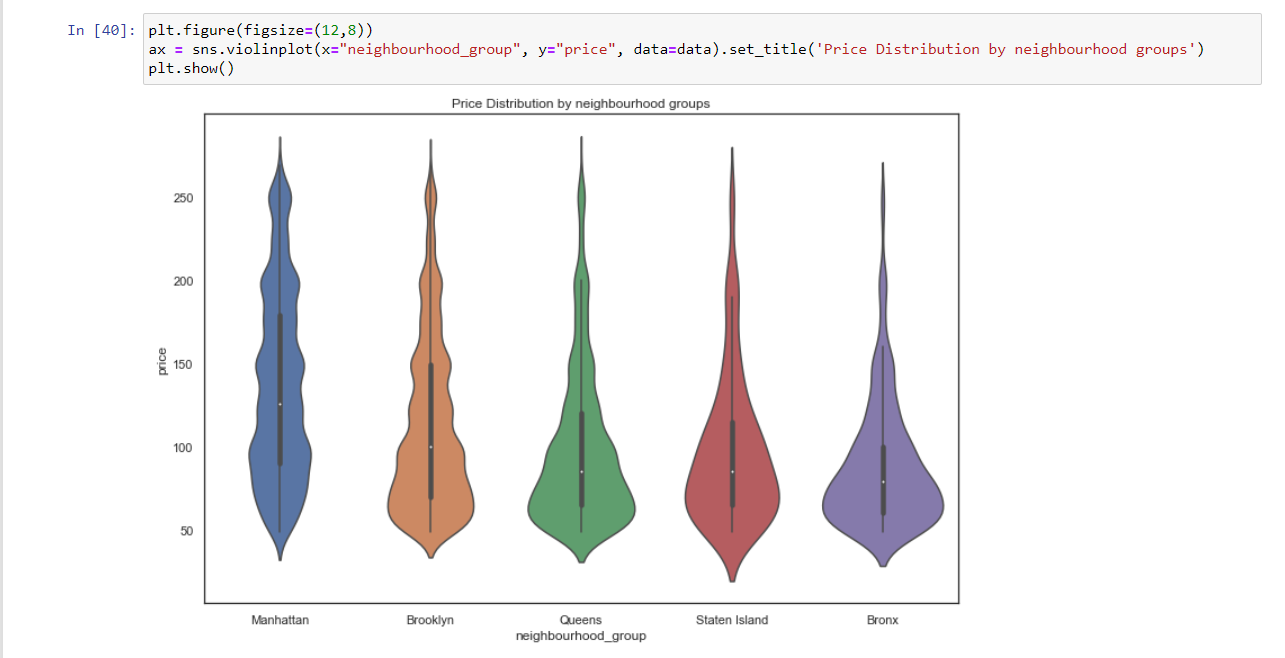 In [40]: plt.figure(figsize=(12,8))
ax = sns.violinplot(x="neighbourhood_group", y="price", data=data).set_title('Price Distribution by neighbourhood groups')
plt.show()
Price Distribution by neighbourhood groups
250
200
150
100
50
price
Manhattan Brooklyn Queens Staten Island Bronx
neighbourhood_group